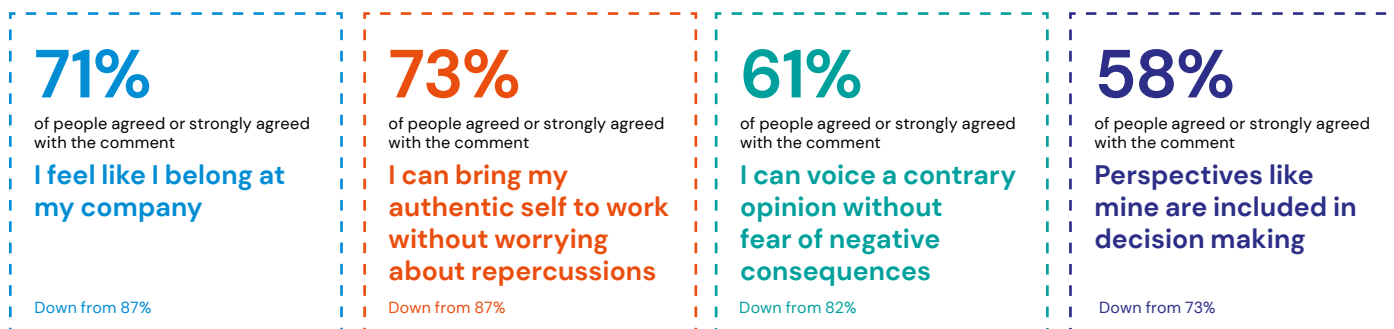 71%
of people agreed or strongly agreed
with the comment
I feel like I belong at
my company
Down from 87%
73%
of people agreed or strongly agreed
with the comment
I can bring my
authentic self to work
without worrying
about repercussions
Down from 87%
61%
of people agreed or strongly agreed
with the comment
I can voice a contrary
opinion without
fear of negative
consequences
Down from 82%
58%
of people agreed or strongly agreed
with the comment
Perspectives like
mine are included in
decision making
Down from 73%